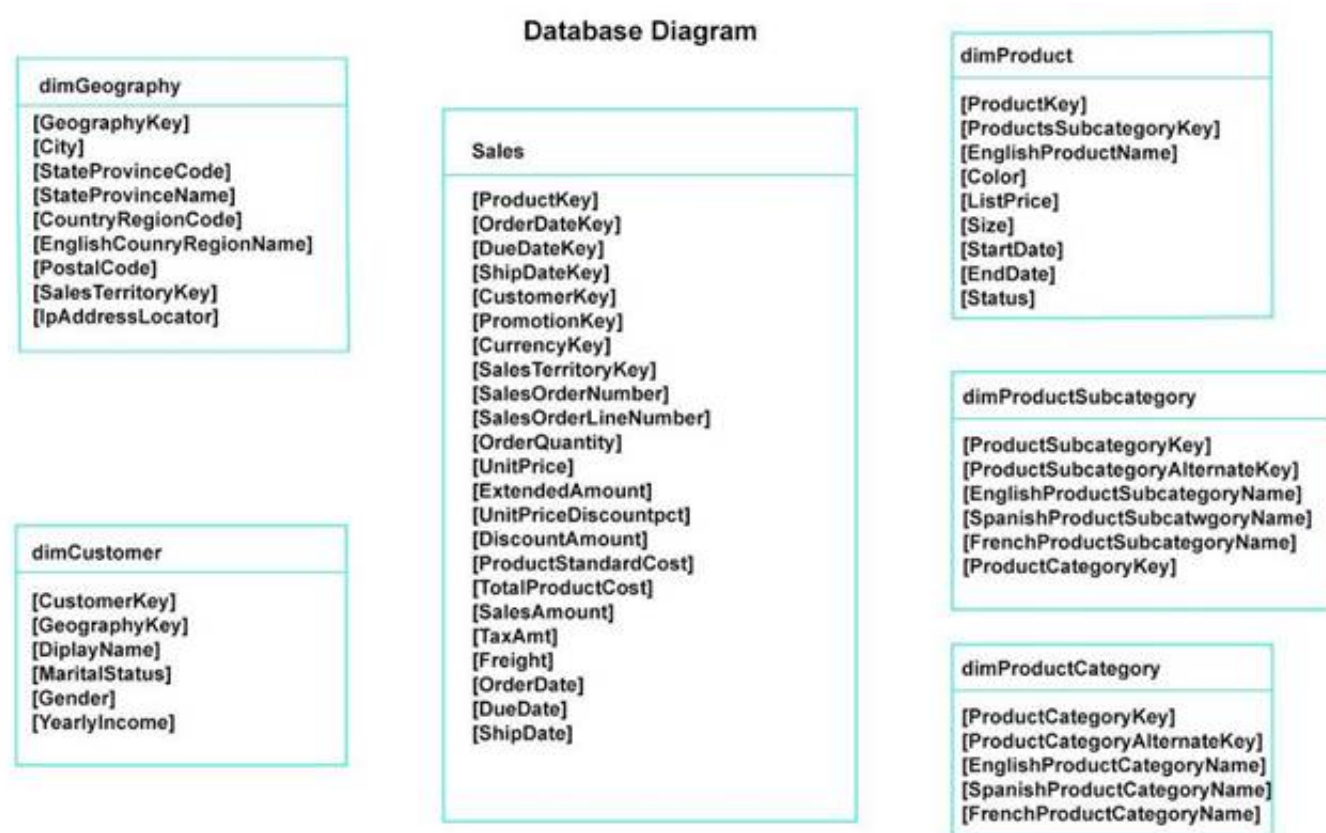 Database Diagram
dimGeography
[GeographyKey]
[City]
[StateProvinceCode]
[StateProvinceName]
[CountryRegionCode]
[EnglishCounryRegionName]
[PostalCode]
[SalesTerritoryKey]
[IpAddressLocator]
dimCustomer
[CustomerKey]
[GeographyKey]
[DiplayName]
[MaritalStatus]
[Gender]
[YearlyIncome]
Sales
[ProductKey]
[OrderDateKey]
[DueDateKey]
[ShipDateKey]
[CustomerKey]
[PromotionKey]
[CurrencyKey]
[SalesTerritoryKey]
[SalesOrderNumber]
[SalesOrderLineNumber]
[OrderQuantity]
[UnitPrice]
[ExtendedAmount]
[UnitPriceDiscountpct]
[DiscountAmount]
[ProductStandardCost]
[TotalProductCost]
[SalesAmount]
[TaxAmt]
[Freight]
[OrderDate]
[DueDate]
[ShipDate]
dimProduct
[ProductKey]
[ProductsSubcategoryKey]
[EnglishProductName]
[Color]
[ListPrice]
[Size]
[StartDate]
[EndDate]
[Status]
dimProductSubcategory
[ProductSubcategoryKey]
[ProductSubcategoryAlternateKey]
[EnglishProductSubcategoryName]
[SpanishProductSubcatwgoryName]
[FrenchProductSubcategoryName]
[ProductCategoryKey]
dimProductCategory
[ProductCategoryKey]
[ProductCategoryAlternateKey]
[EnglishProductCategoryName]
[SpanishProductCategoryName]
[FrenchProductCategoryName]